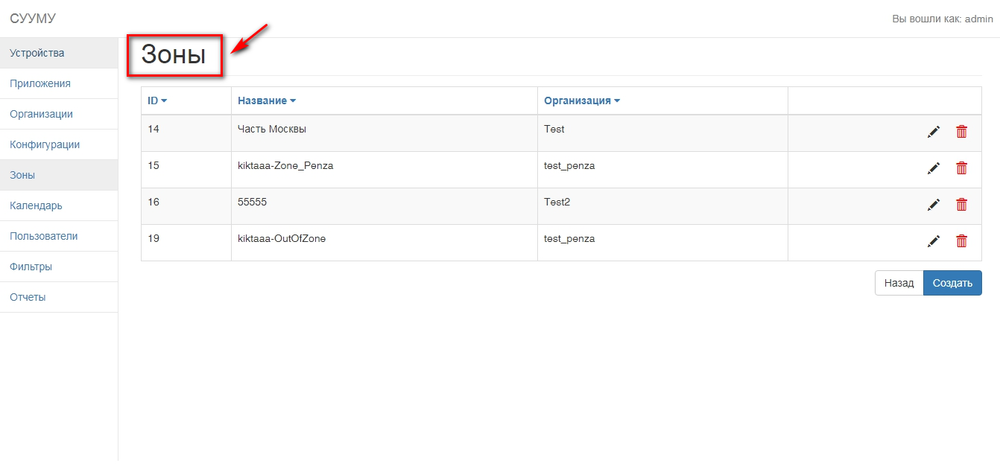 СУУМУ
Вы вошли как: admin
Устройства
Приложения
Организации
Конфигурации
Зоны
Календарь
Пользователи
Фильтры
Отчеты
Зоны
ID Название Организация
14 Часть Москвы Test
15 kiktaaa-Zone_Penza test_penza
16 55555 Test2
19 kiktaaa-OutOfZone test_penza
Назад Создать